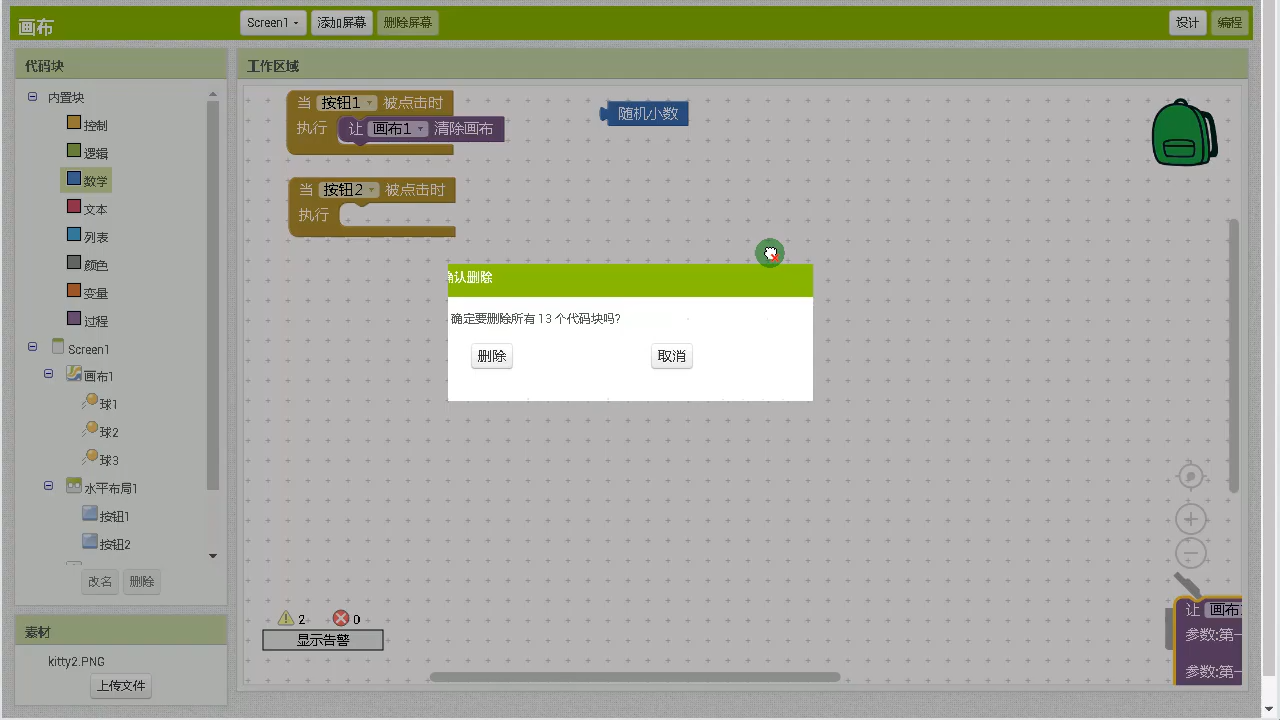 画布
Screen1
添加屏幕
删除屏幕
设计
编程
代码块
工作区域
内置块
控制
逻辑
数学
文本
列表
颜色
变量
过程
Screen1
画布1
球1
球2
球3
水平布局1
按钮1
按钮2
改名
删除
素材
kitty2.PNG
上传文件
当 按钮1 被点击时
执行 让 画布1 清除画布
当 按钮2 被点击时
执行
随机小数
确认删除
确定要删除所有 13 个代码块吗?
删除
取消
2
0
显示告警
让 画布
参数:第一
参数:第一